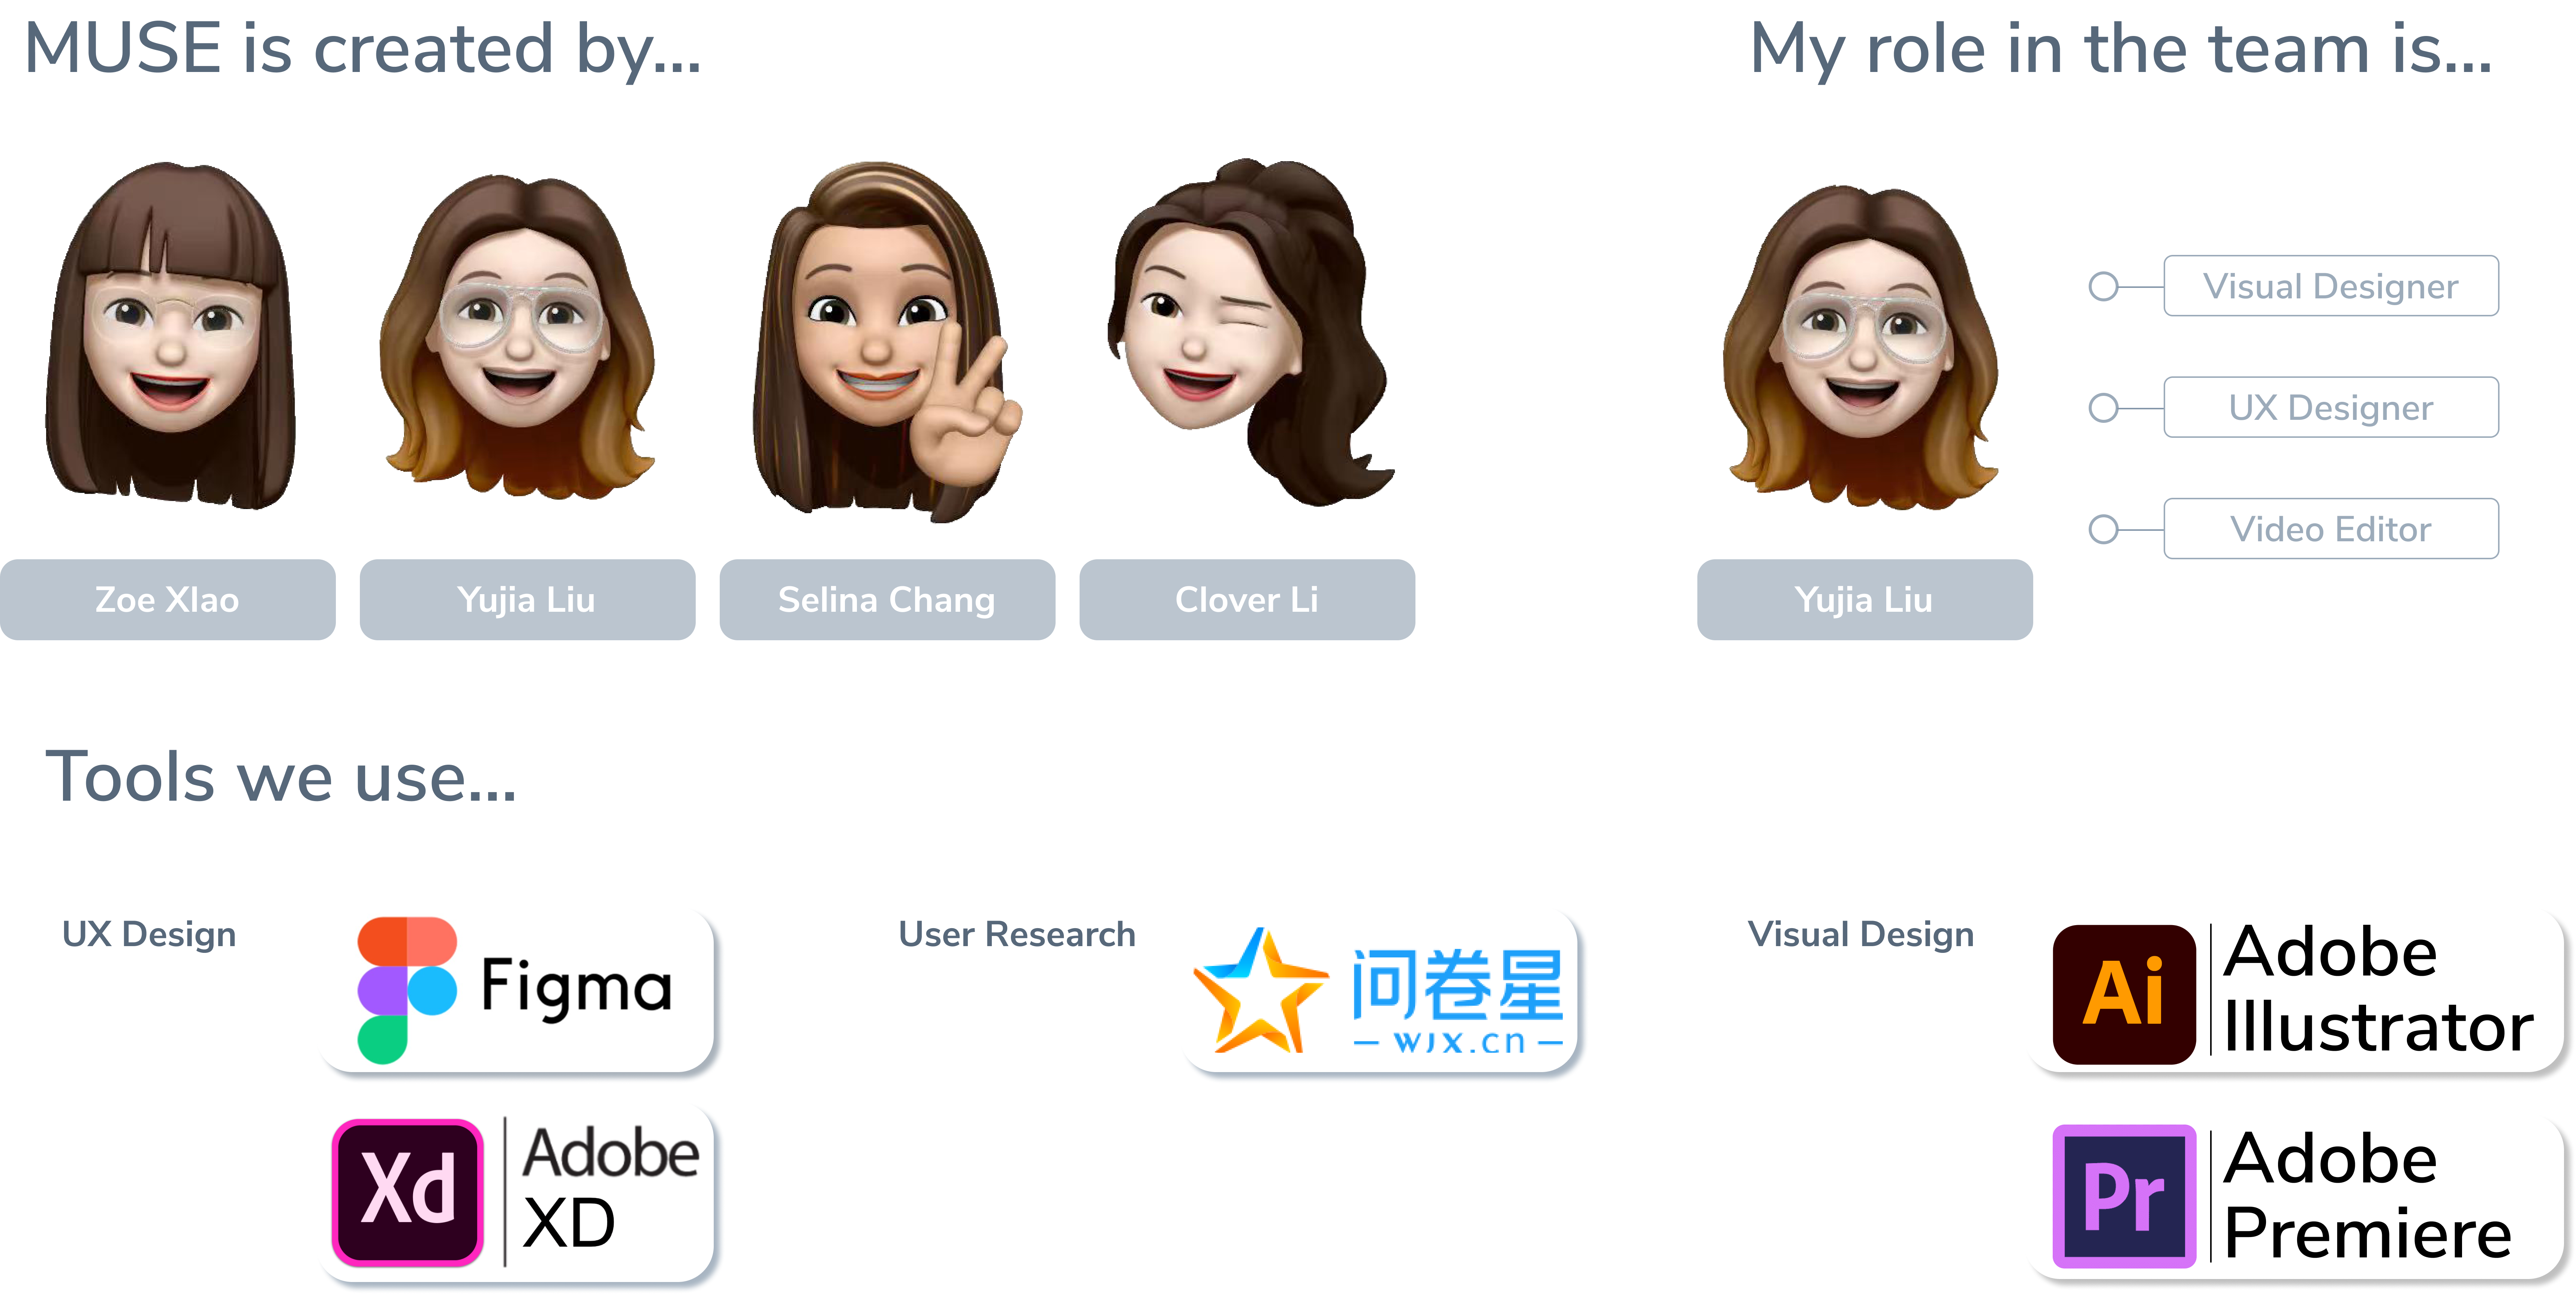 MUSE is created by...
My role in the team is...
Visual Designer
UX Designer
Video Editor
Zoe XIao
Yujia Liu
Selina Chang
Clover Li
Yujia Liu
Tools we use...
UX Design
Figma
Xd
Adobe
XD
User Research
问卷星
– WJX.cn –
Visual Design
Ai
Adobe
Illustrator
Pr
Adobe
Premiere